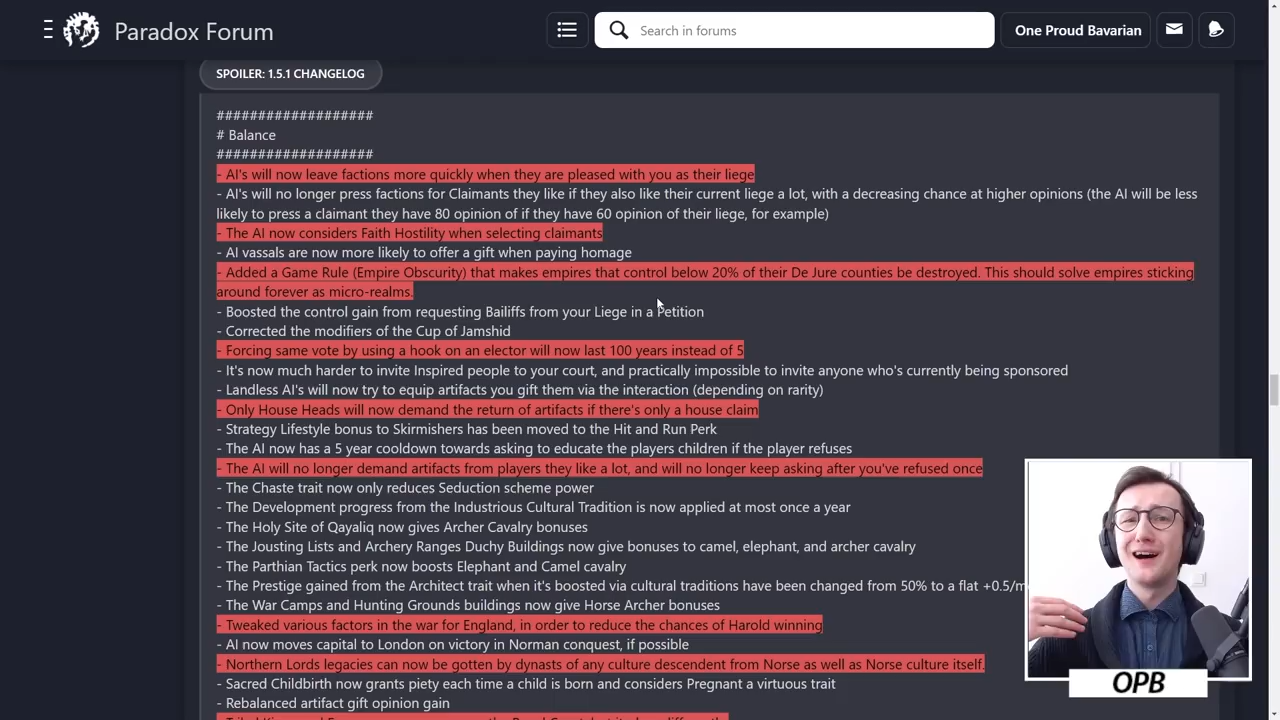 Paradox Forum
Search in forums
One Proud Bavarian
SPOILER: 1.5.1 CHANGELOG
###################
# Balance
###################
- AI's will now leave factions more quickly when they are pleased with you as their liege
- AI's will no longer press factions for Claimants they like if they also like their current liege a lot, with a decreasing chance at higher opinions (the AI will be less
likely to press a claimant they have 80 opinion of if they have 60 opinion of their liege, for example)
- The AI now considers Faith Hostility when selecting claimants
- AI vassals are now more likely to offer a gift when paying homage
- Added a Game Rule (Empire Obscurity) that makes empires that control below 20% of their De Jure counties be destroyed. This should solve empires sticking
around forever as micro-realms.
- Boosted the control gain from requesting Bailiffs from your Liege in a Petition
- Corrected the modifiers of the Cup of Jamshid
- Forcing same vote by using a hook on an elector will now last 100 years instead of 5
- It's now much harder to invite Inspired people to your court, and practically impossible to invite anyone who's currently being sponsored
- Landless AI's will now try to equip artifacts you gift them via the interaction (depending on rarity)
- Only House Heads will now demand the return of artifacts if there's only a house claim
- Strategy Lifestyle bonus to Skirmishers has been moved to the Hit and Run Perk
- The AI now has a 5 year cooldown towards asking to educate the players children if the player refuses
- The AI will no longer demand artifacts from players they like a lot, and will no longer keep asking after you've refused once
- The Chaste trait now only reduces Seduction scheme power
- The Development progress from the Industrious Cultural Tradition is now applied at most once a year
- The Holy Site of Qayaliq now gives Archer Cavalry bonuses
- The Jousting Lists and Archery Ranges Duchy Buildings now give bonuses to camel, elephant, and archer cavalry
- The Parthian Tactics perk now boosts Elephant and Camel cavalry
- The Prestige gained from the Architect trait when it's boosted via cultural traditions have been changed from 50% to a flat +0.5/m
- The War Camps and Hunting Grounds buildings now give Horse Archer bonuses
- Tweaked various factors in the war for England, in order to reduce the chances of Harold winning
- AI now moves capital to London on victory in Norman conquest, if possible
- Northern Lords legacies can now be gotten by dynasts of any culture descendent from Norse as well as Norse culture itself.
- Sacred Childbirth now grants piety each time a child is born and considers Pregnant a virtuous trait
- Rebalanced artifact gift opinion gain
OPB